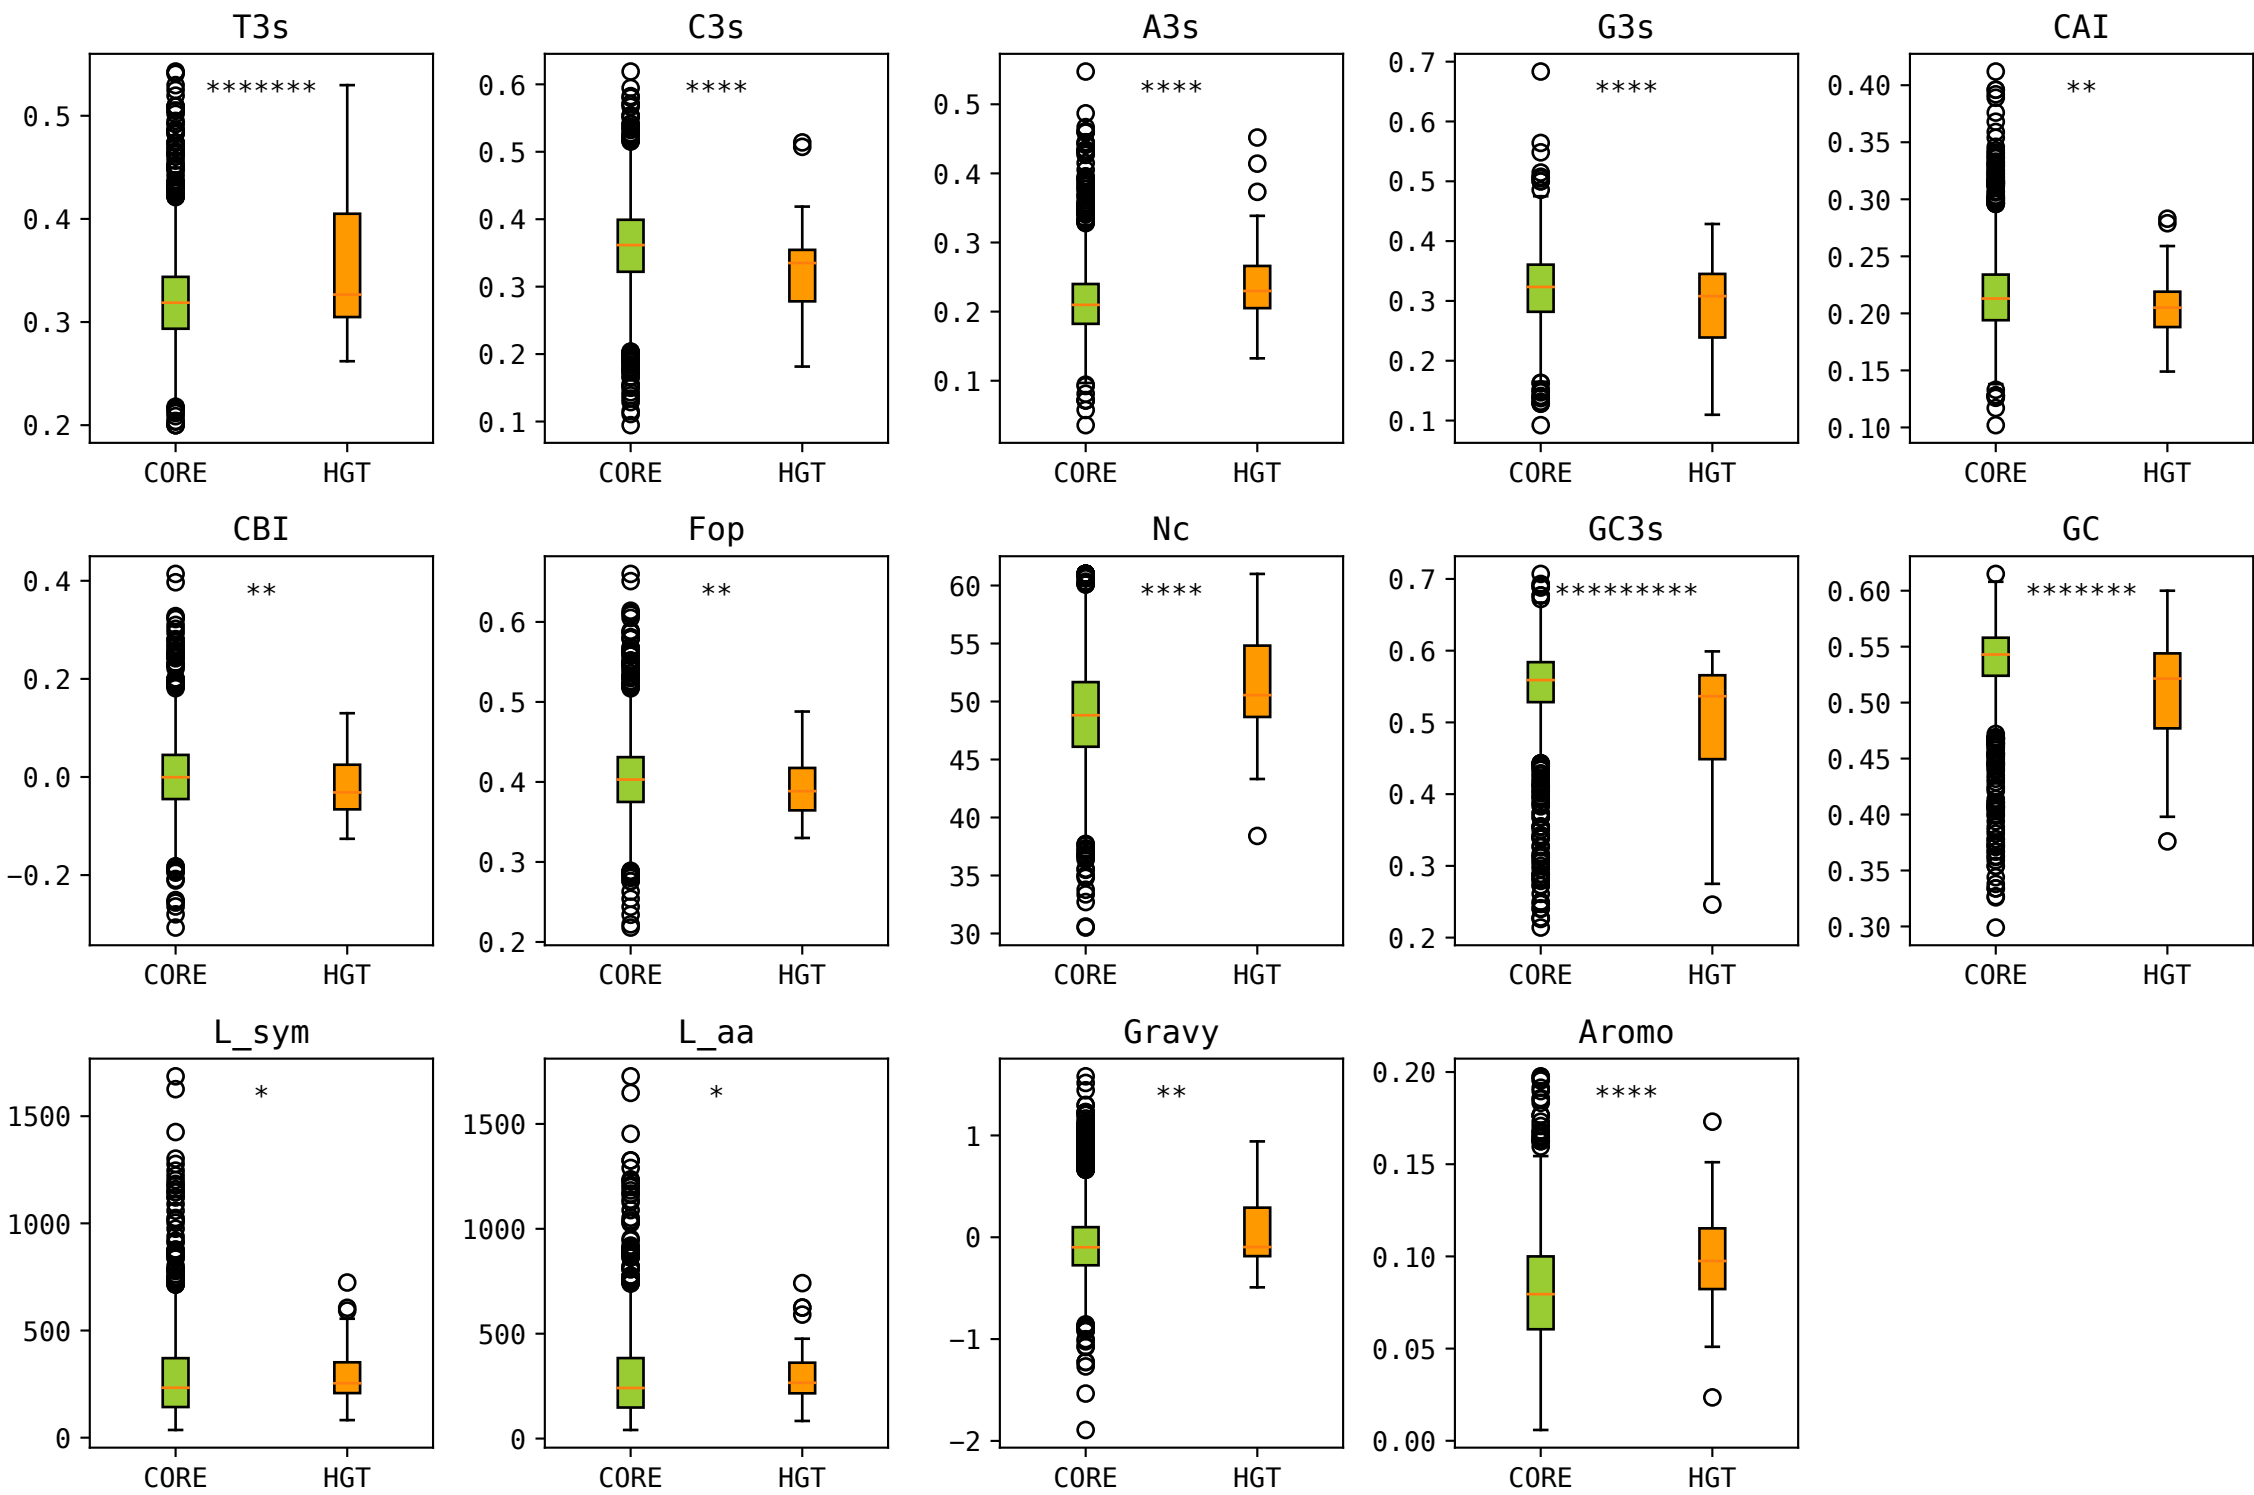 T3s C3s A3s G3s CAI
******* **** **** **** **
0.5 0.4 0.3 0.2
0.6 0.5 0.4 0.3 0.2 0.1
0.5 0.4 0.3 0.2 0.1
0.7 0.6 0.5 0.4 0.3 0.2 0.1
0.40 0.35 0.30 0.25 0.20 0.15 0.10
CORE HGT CORE HGT CORE HGT CORE HGT CORE HGT
CBI Fop Nc GC3s GC
** ** **** ********* *******
0.4 0.2 0.0 −0.2
0.6 0.5 0.4 0.3 0.2
60 55 50 45 40 35 30
0.7 0.6 0.5 0.4 0.3 0.2
0.60 0.55 0.50 0.45 0.40 0.35 0.30
CORE HGT CORE HGT CORE HGT CORE HGT CORE HGT
L_sym L_aa Gravy Aromo
* * ** ****
1500 1000 500 0
1500 1000 500 0
1 0 −1 −2
0.20 0.15 0.10 0.05 0.00
CORE HGT CORE HGT CORE HGT CORE HGT